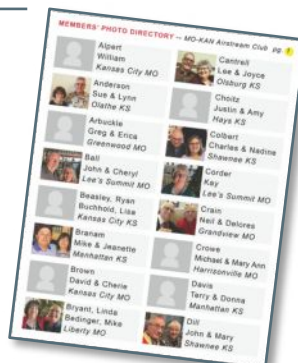 MEMBERS' PHOTO DIRECTORY – MO-KAN Airstream Club pg 1
Alpert
William
Kansas City MO
Anderson
Sue & Lynn
Olathe KS
Arbuckle
Greg & Erica
Greenwood MO
Ball
John & Cheryl
Lee's Summit MO
Beasley, Ryan
Buchhold, Lise
Kansas City KS
Branam
Mike & Jeanette
Manhattan KS
Brown
David & Cherie
Kansas City MO
Bryant, Linda
Bedinger, Mike
Liberty MO
Cantrell
Lee & Joyce
Olsburg KS
Choitz
Justin & Amy
Hays KS
Colbert
Charles & Nadine
Shawnee KS
Corder
Kay
Lee's Summit MO
Crain
Neil & Delores
Grandview MO
Crowe
Michael & Mary Ann
Harrisonville MO
Davis
Terry & Donna
Manhattan KS
Dill
John & Mary
Shawnee KS